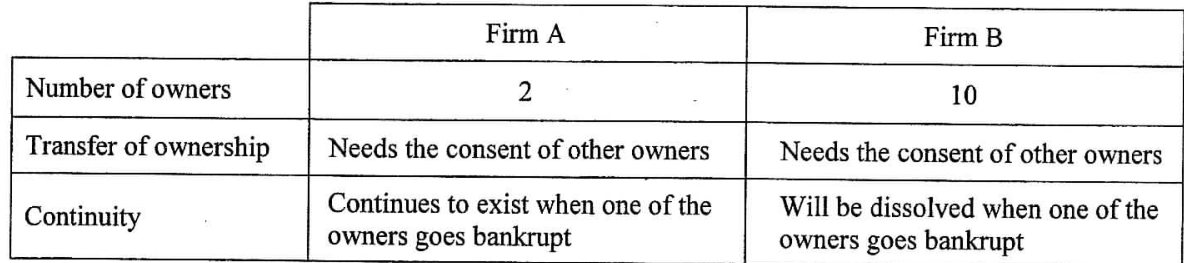 Firm A Firm B
Number of owners 2 10
Transfer of ownership Needs the consent of other owners Needs the consent of other owners
Continuity
Continues to exist when one of the
owners goes bankrupt
Will be dissolved when one of the
owners goes bankrupt